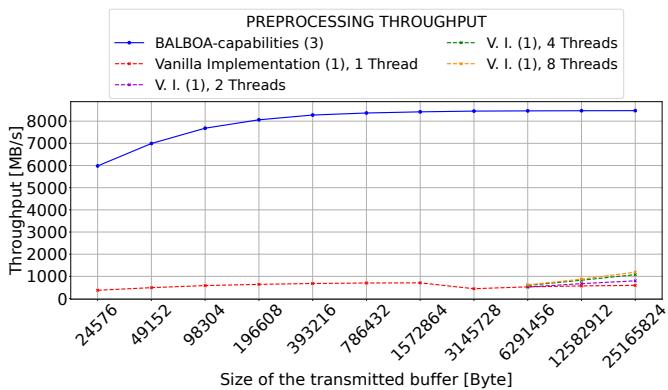 PREPROCESSING THROUGHPUT
BALBOA-capabilities (3)
Vanilla Implementation (1), 1 Thread
V. I. (1), 2 Threads
V. I. (1), 4 Threads
V. I. (1), 8 Threads
Throughput [MB/s]
8000
7000
6000
5000
4000
3000
2000
1000
0
24576
49152
98304
196608
393216
786432
1572864
3145728
6291456
12582912
25165824
Size of the transmitted buffer [Byte]